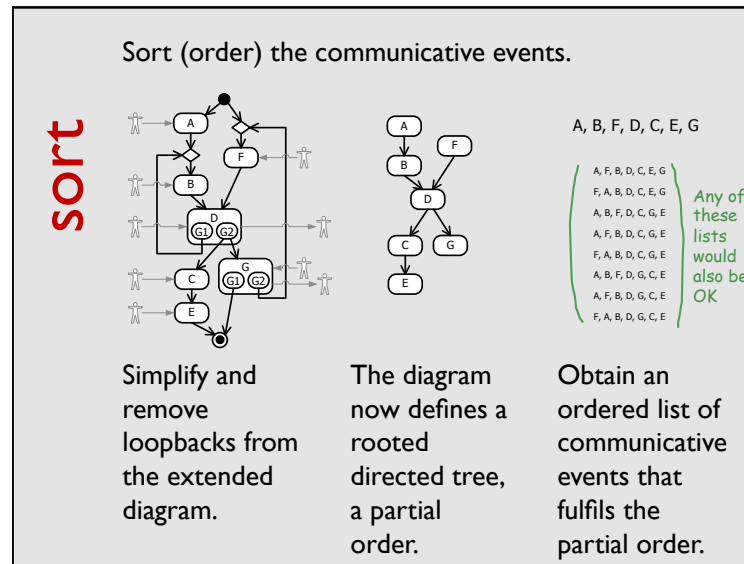 Sort (order) the communicative events.
sort
A
F
B
D
G1 G2
G
C
G1 G2
E
A
F
B
D
C G
E
A, B, F, D, C, E, G
A, F, B, D, C, E, G
F, A, B, D, C, E, G
A, B, F, D, C, G, E
A, F, B, D, C, G, E
F, A, B, D, C, G, E
A, B, F, D, G, C, E
A, F, B, D, G, C, E
F, A, B, D, G, C, E
Any of
these
lists
would
also be
OK
Simplify and
remove
loopbacks from
the extended
diagram.
The diagram
now defines a
rooted
directed tree,
a partial
order.
Obtain an
ordered list of
communicative
events that
fulfils the
partial order.